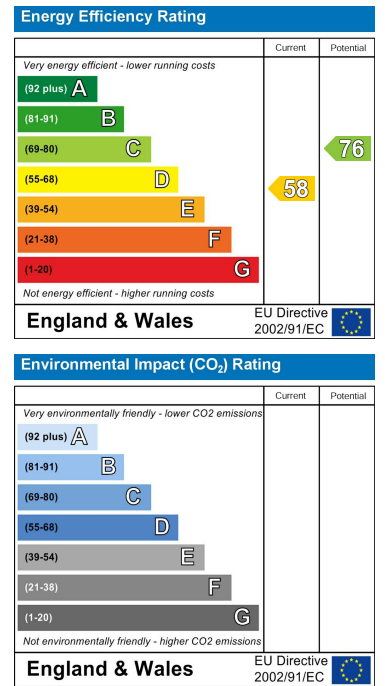 Energy Efficiency Rating
Current Potential
Very energy efficient - lower running costs
(92 plus) A
(81-91) B
(69-80) C
76
(55-68) D
58
(39-54) E
(21-38) F
(1-20) G
Not energy efficient - higher running costs
England & Wales
EU Directive
2002/91/EC
Environmental Impact (CO₂) Rating
Current Potential
Very environmentally friendly - lower CO2 emissions
(92 plus) A
(81-91) B
(69-80) C
(55-68) D
(39-54) E
(21-38) F
(1-20) G
Not environmentally friendly - higher CO2 emissions
England & Wales
EU Directive
2002/91/EC